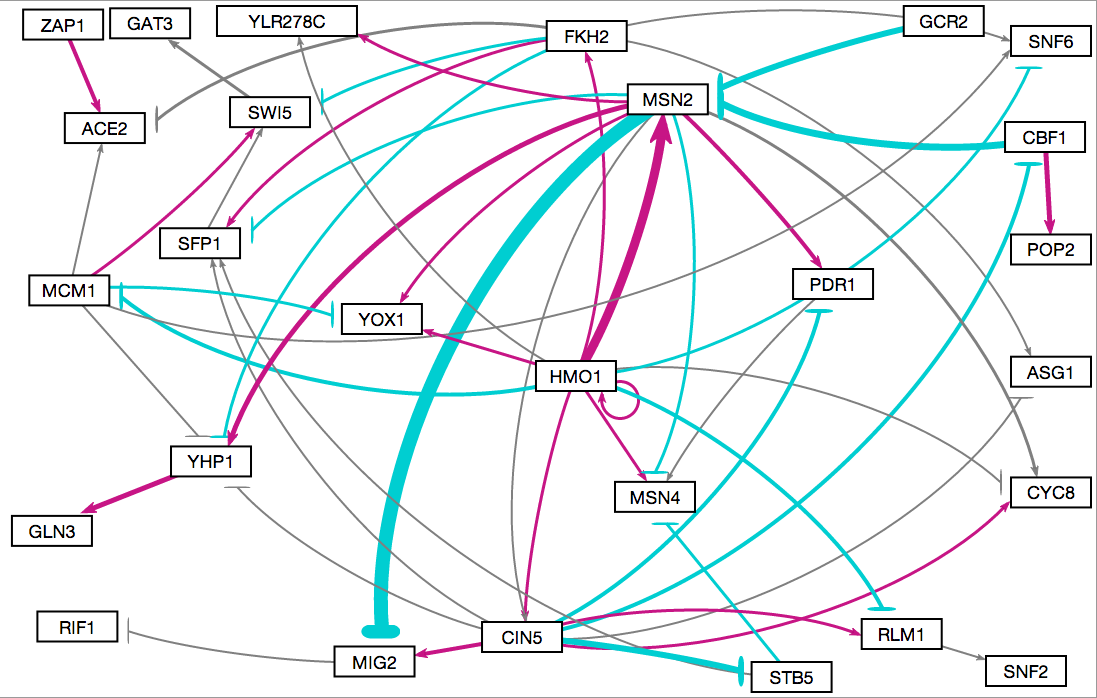 ZAP1
GAT3
YLR278C
FKH2
GCR2
SNF6
MSN2
SWI5
ACE2
CBF1
SFP1
POP2
MCM1
PDR1
YOX1
HMO1
ASG1
YHP1
MSN4
CYC8
GLN3
RIF1
CIN5
RLM1
MIG2
STB5
SNF2